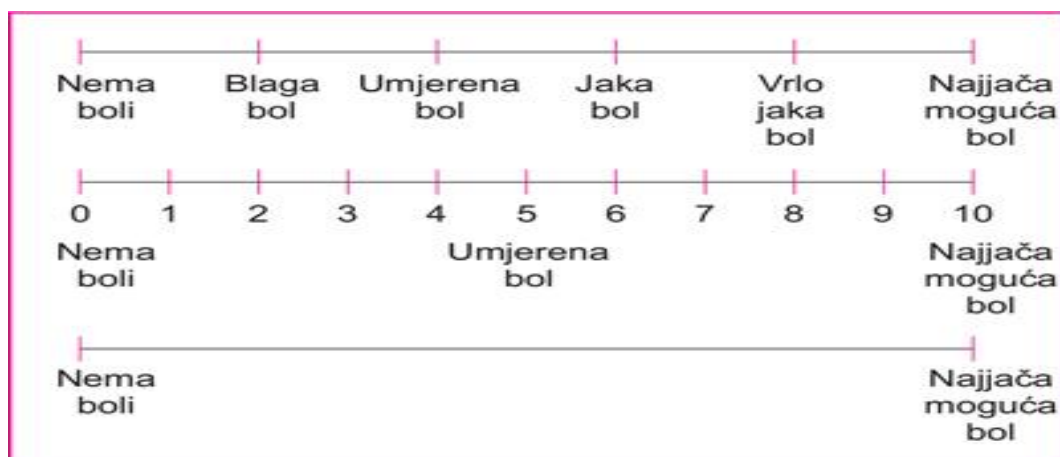 Nema Blaga Umjerena Jaka Vrlo Najjača
boli bol bol bol jaka moguća
bol bol
0 1 2 3 4 5 6 7 8 9 10
Nema Umjerena Najjača
boli bol moguća
bol
Nema Najjača
boli moguća
bol